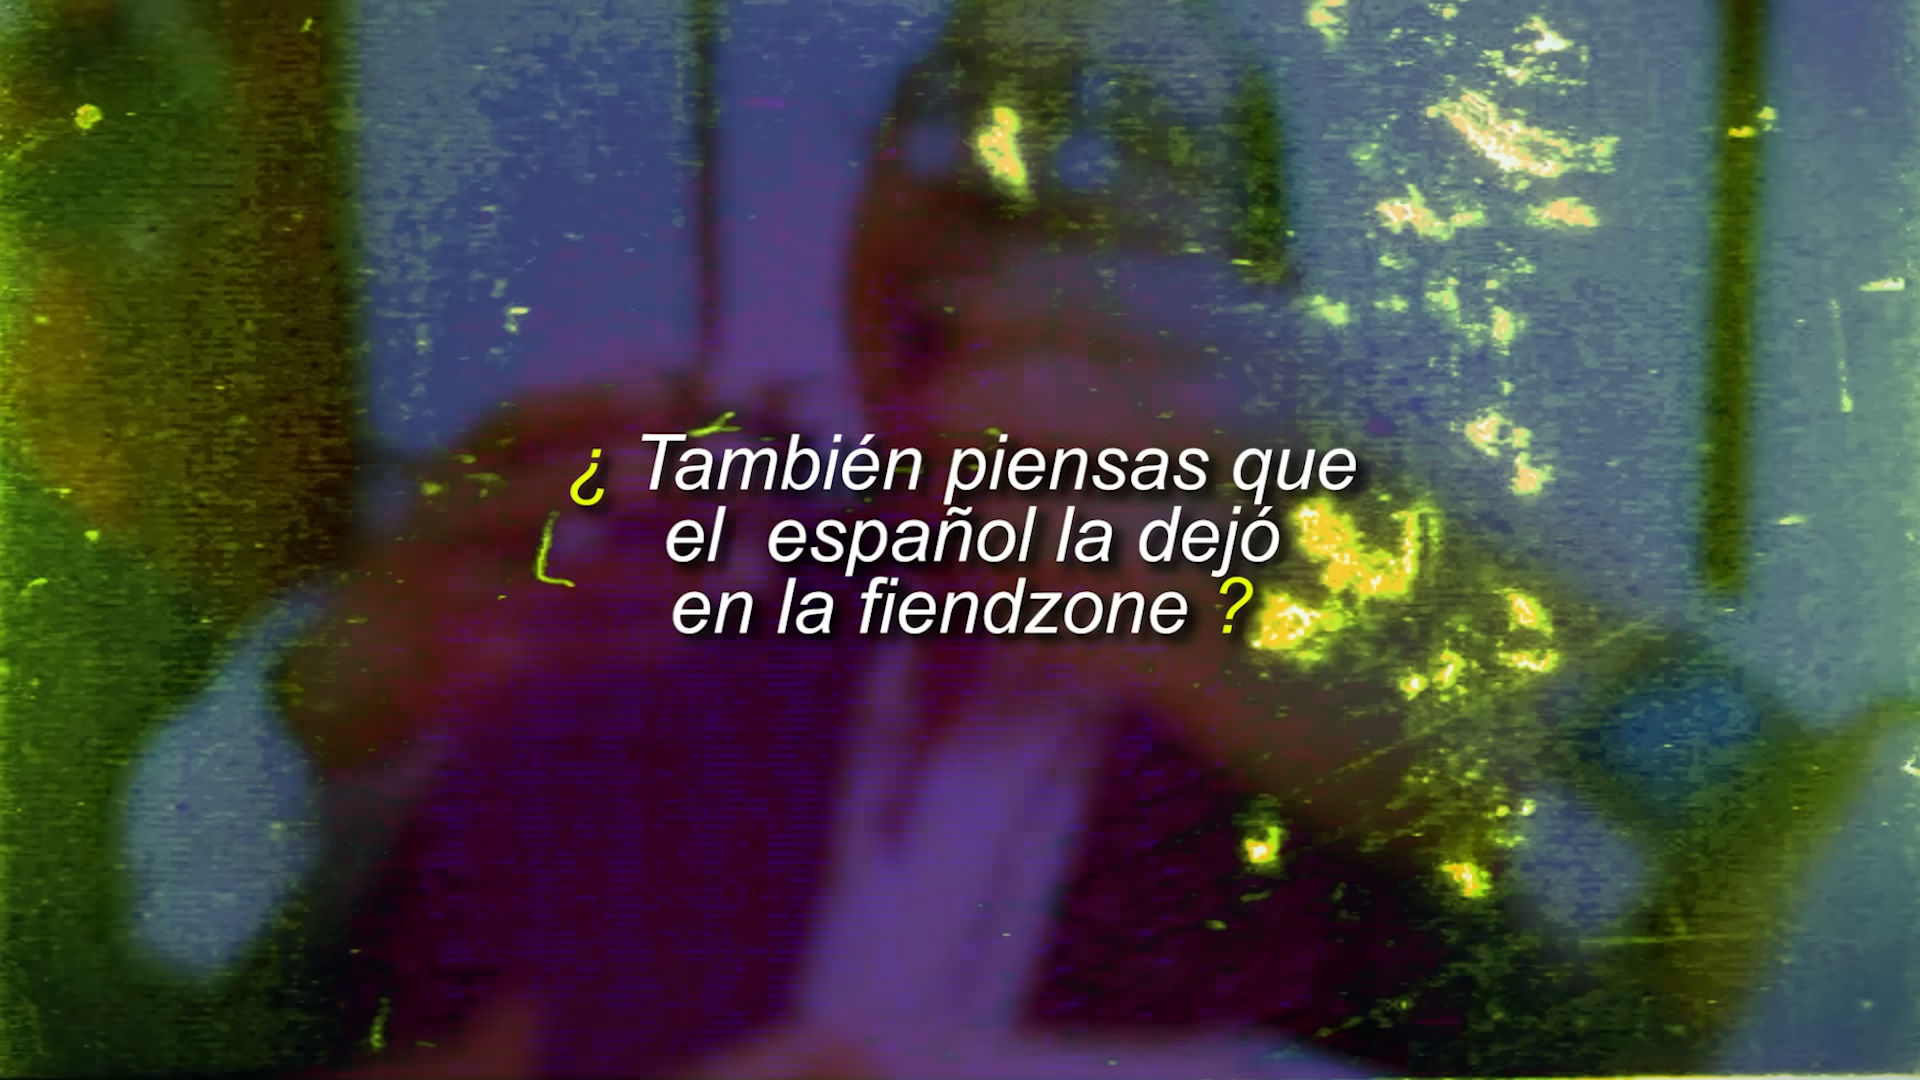 ¿ También piensas que
el español la dejó
en la fiendzone ?